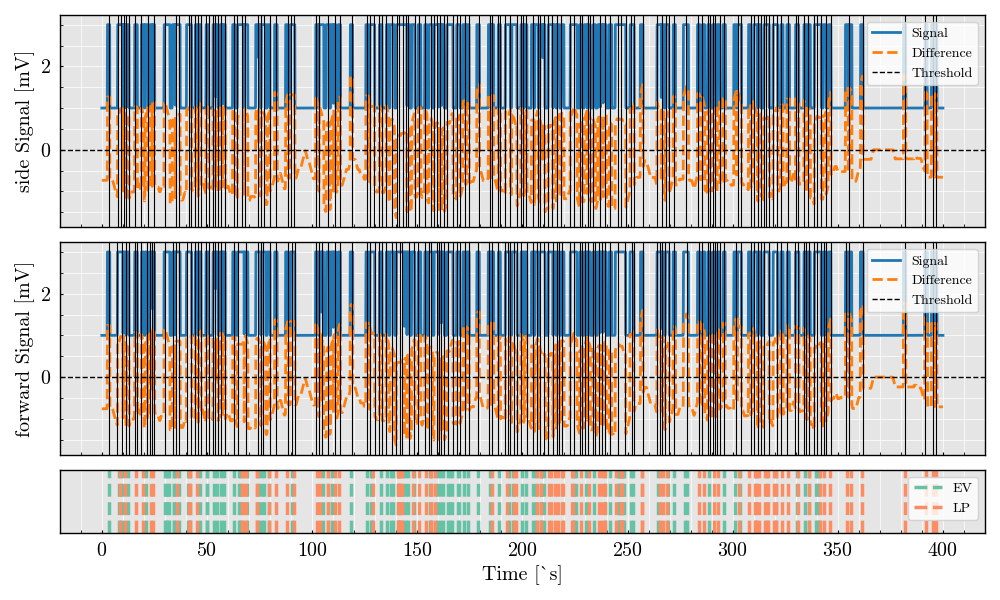 side Signal [mV]
2
0
Signal
Difference
Threshold
forward Signal [mV]
2
0
Signal
Difference
Threshold
EV
LP
0 50 100 150 200 250 300 350 400
Time [`s]